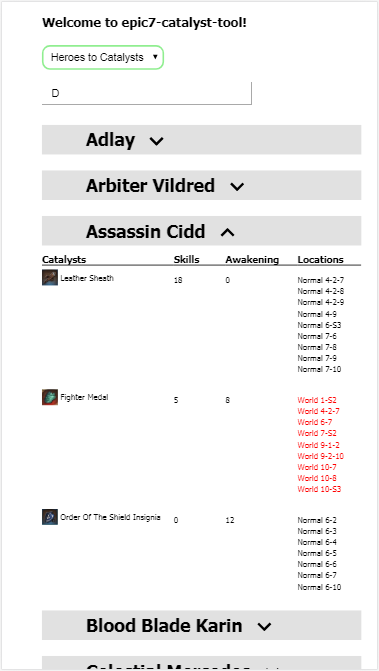 Welcome to epic7-catalyst-tool!
Heroes to Catalysts
D
Adlay
Arbiter Vildred
Assassin Cidd
Catalysts Skills Awakening Locations
Leather Sheath 18 0 Normal 4-2-7
Normal 4-2-8
Normal 4-2-9
Normal 4-9
Normal 6-S3
Normal 7-6
Normal 7-8
Normal 7-9
Normal 7-10
Fighter Medal 5 8 World 1-S2
World 4-2-7
World 6-7
World 7-S2
World 9-1-2
World 9-2-10
World 10-7
World 10-8
World 10-S3
Order Of The Shield Insignia 0 12 Normal 6-2
Normal 6-3
Normal 6-4
Normal 6-5
Normal 6-6
Normal 6-7
Normal 6-10
Blood Blade Karin
Celestial Mercedes